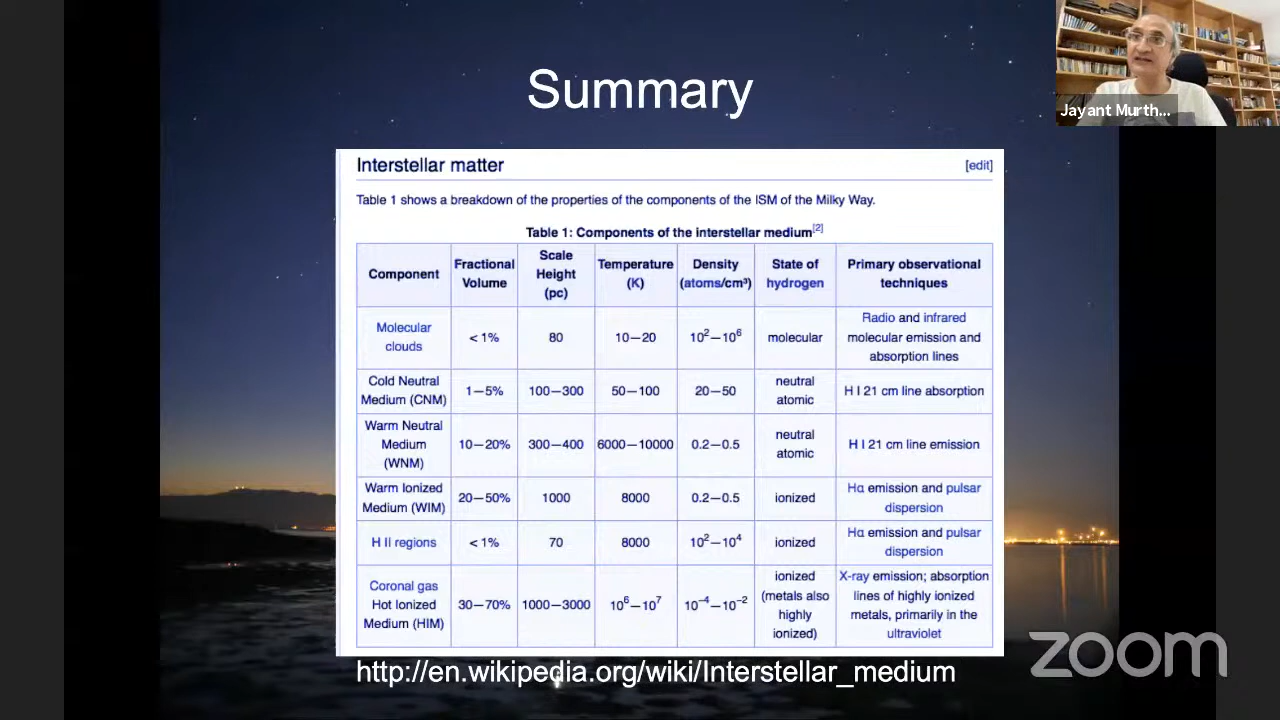 Summary
Jayant Murth...
Interstellar matter [edit]
Table 1 shows a breakdown of the properties of the components of the ISM of the Milky Way.
Table 1: Components of the interstellar medium[2]
Component
Fractional
Volume
Scale
Height
(pc)
Temperature
(K)
Density
(atoms/cm³)
State of
hydrogen
Primary observational
techniques
Molecular
clouds
< 1%
80
10—20
10²—10⁶
molecular
Radio and infrared
molecular emission and
absorption lines
Cold Neutral
Medium (CNM)
1—5%
100—300
50—100
20—50
neutral
atomic
H I 21 cm line absorption
Warm Neutral
Medium
(WNM)
10—20%
300—400
6000—10000
0.2—0.5
neutral
atomic
H I 21 cm line emission
Warm Ionized
Medium (WIM)
20—50%
1000
8000
0.2—0.5
ionized
Hα emission and pulsar
dispersion
H II regions
< 1%
70
8000
10²—10⁴
ionized
Hα emission and pulsar
dispersion
Coronal gas
Hot Ionized
Medium (HIM)
30—70%
1000—3000
10⁶—10⁷
10⁻⁴—10⁻²
ionized
(metals also
highly
ionized)
X-ray emission; absorption
lines of highly ionized
metals, primarily in the
ultraviolet
http://en.wikipedia.org/wiki/Interstellar_medium
zoom